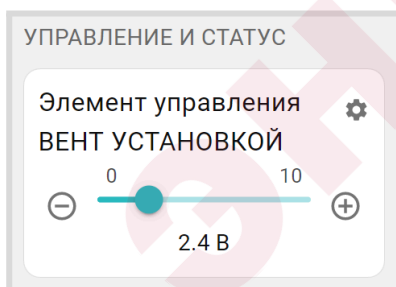 УПРАВЛЕНИЕ И СТАТУС
Элемент управления
ВЕНТ УСТАНОВКОЙ
0 10
2.4 В